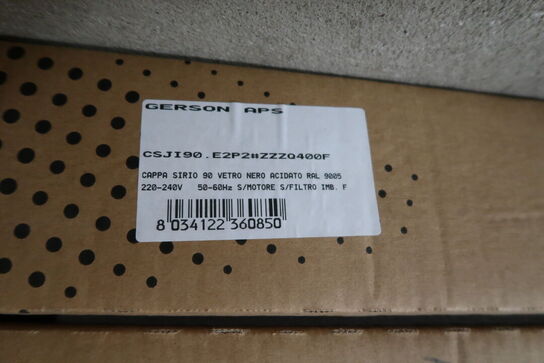 GERSON APS
CSJI90.E2P2#ZZZQ400F
CAPPA SIRIO 90 VETRO NERO ACIDATO RAL 9005
220-240V 50-60Hz S/MOTORE S/FILTRO IMB. F
8 034122 360850